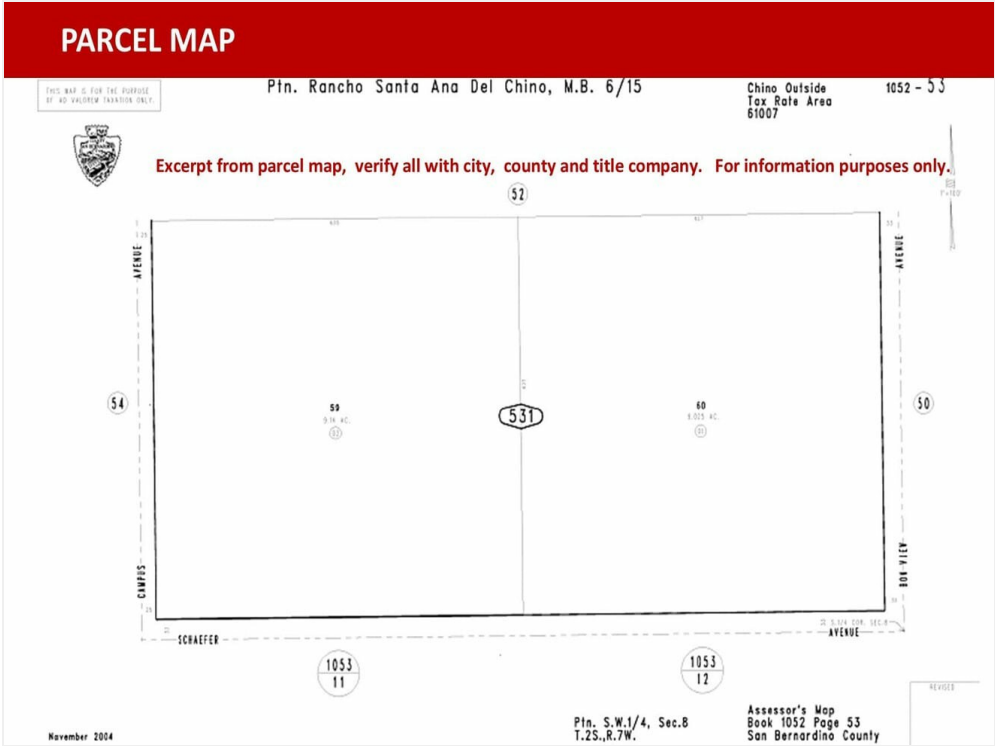 PARCEL MAP
THIS MAP IS FOR THE PURPOSE
OF AD VALOREM TAXATION ONLY.
Ptn. Rancho Santa Ana Del Chino, M.B. 6/15
Chino Outside
Tax Rate Area
61007
1052 - 53
Excerpt from parcel map, verify all with city, county and title company. For information purposes only.
1"=100'
52
AVENUE
AVENUE
54
59
531
60
9.025 AC.
50
CAMPUS
BON VIEW
SCHAEFER
AVENUE
1053
11
1053
12
REVISED
Ptn. S.W.1/4, Sec.8
T.2S.,R.7W.
Assessor's Map
Book 1052 Page 53
San Bernardino County
November 2004